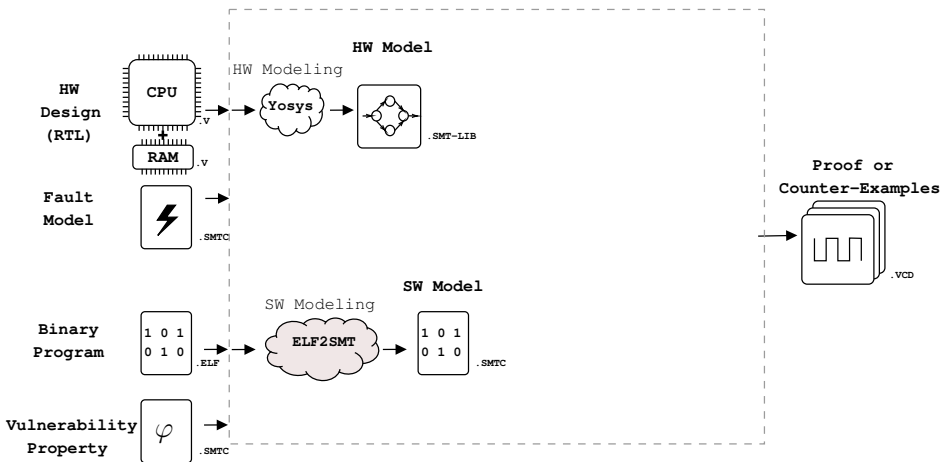 HW
Design
(RTL)
CPU
.V
+
RAM
.V
HW Modeling
Yosys
HW Model
.SMT-LIB
Fault
Model
.SMTC
Proof or
Counter-Examples
.VCD
Binary
Program
1 0 1
0 1 0
.ELF
SW Modeling
ELF2SMT
SW Model
1 0 1
0 1 0
.SMTC
Vulnerability
Property
φ
.SMTC